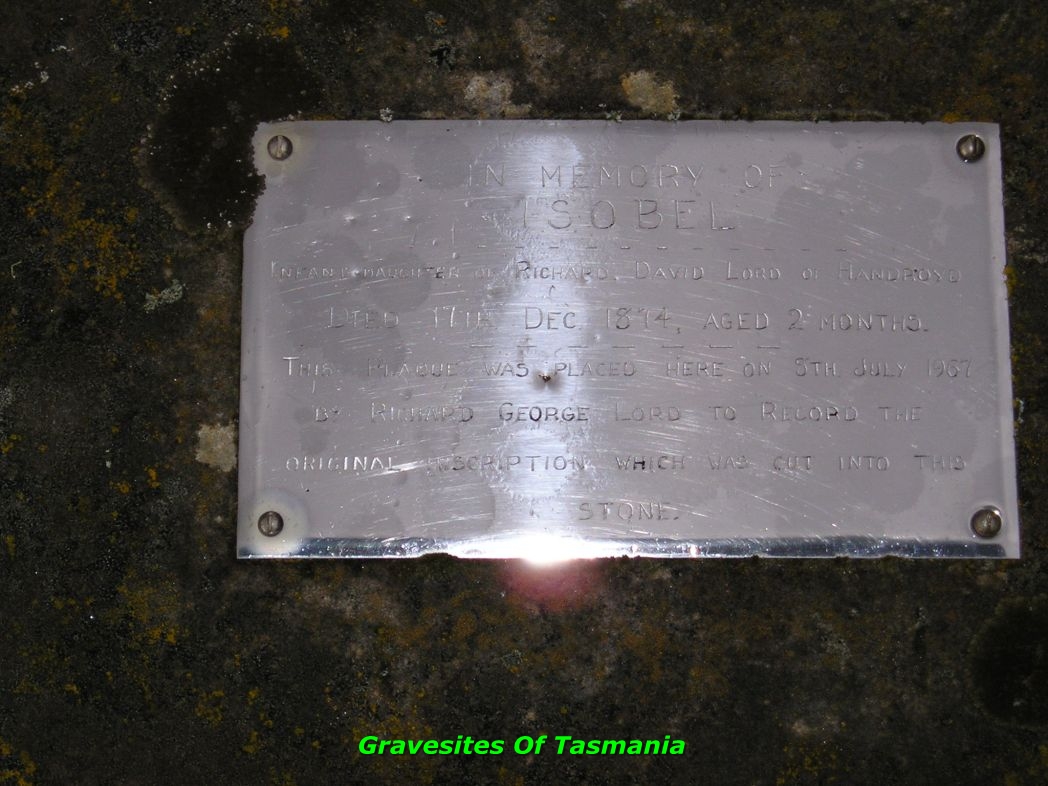 IN MEMORY OF
ISOBEL
INFANT DAUGHTER OF RICHARD DAVID LORD OF HANDROYD
DIED 17TH DEC. 1874, AGED 2 MONTHS.
THIS PLAQUE WAS PLACED HERE ON 5TH JULY 1967
BY RICHARD GEORGE LORD TO RECORD THE
ORIGINAL INSCRIPTION WHICH WAS CUT INTO THIS
STONE.
Gravesites Of Tasmania